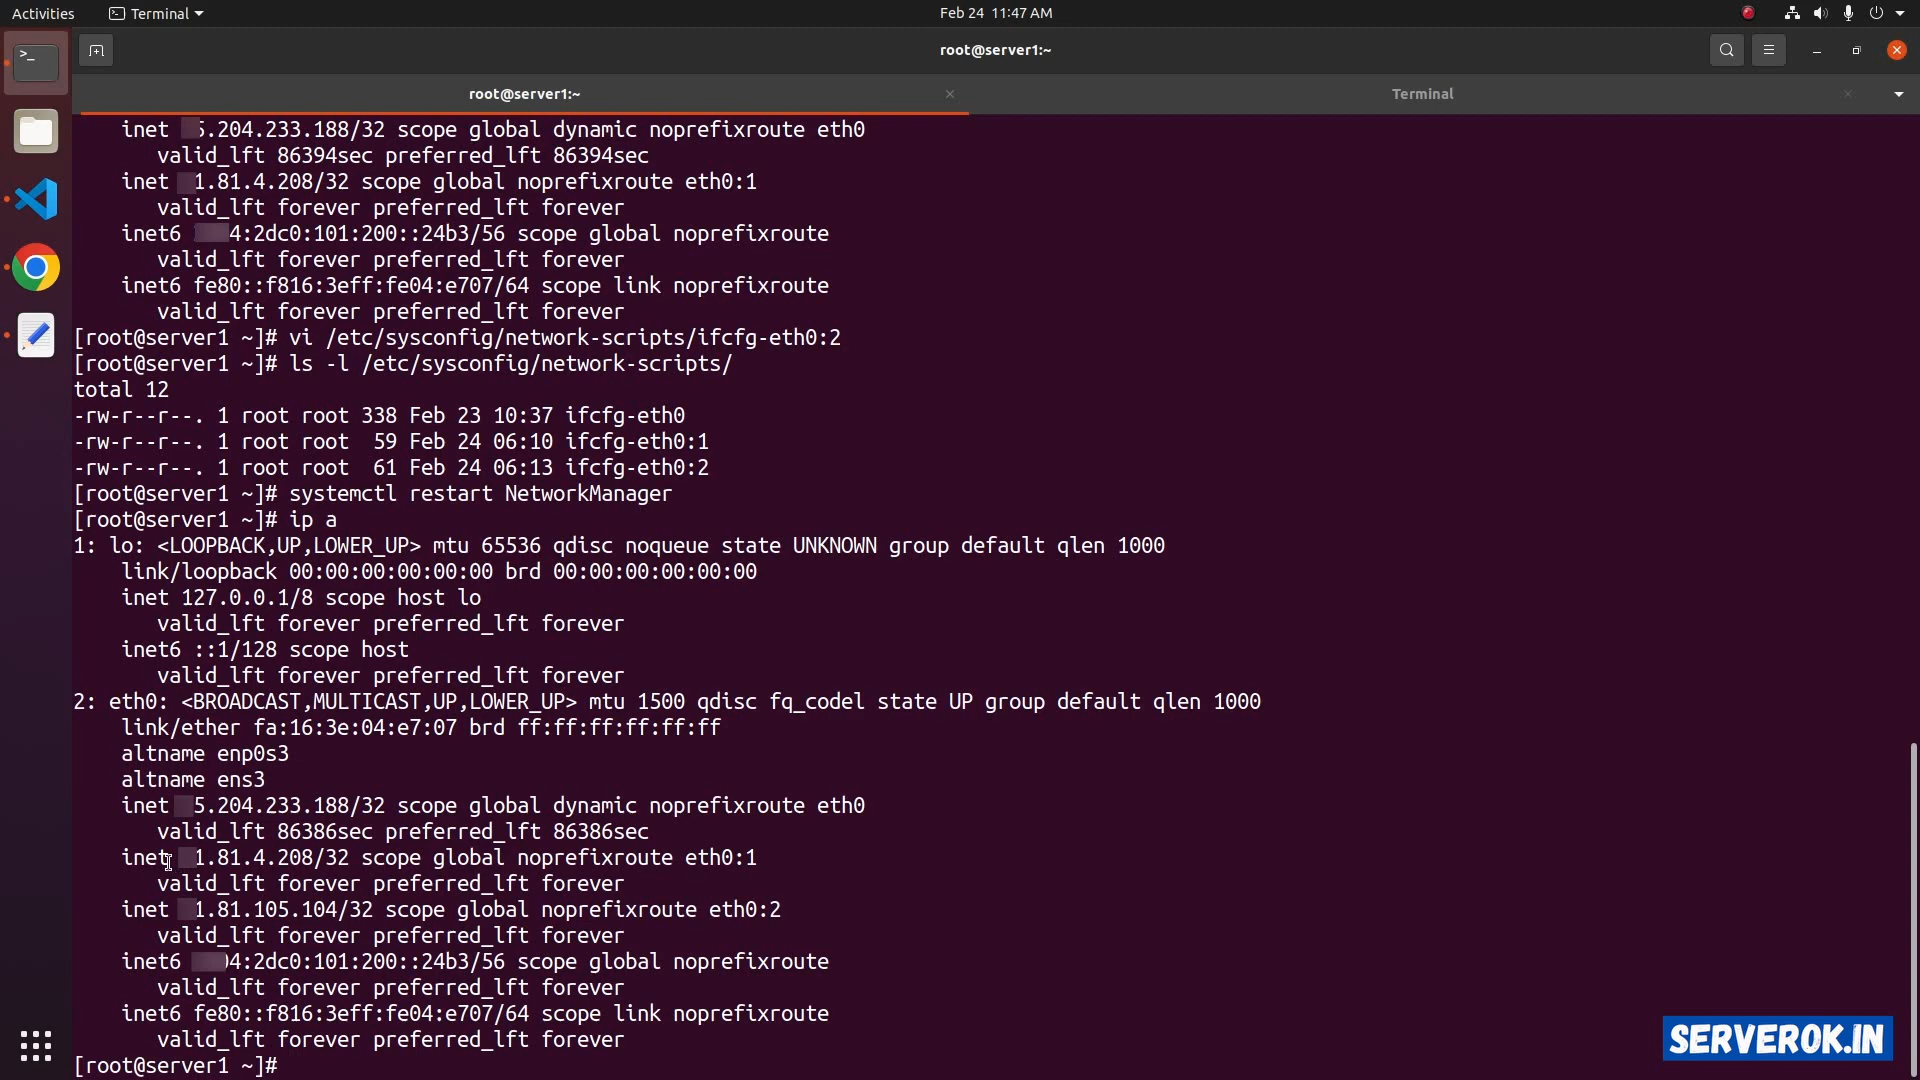 Activities Terminal Feb 24 11:47 AM
root@server1:~
root@server1:~ Terminal
inet 5.204.233.188/32 scope global dynamic noprefixroute eth0
valid_lft 86394sec preferred_lft 86394sec
inet 1.81.4.208/32 scope global noprefixroute eth0:1
valid_lft forever preferred_lft forever
inet6 4:2dc0:101:200::24b3/56 scope global noprefixroute
valid_lft forever preferred_lft forever
inet6 fe80::f816:3eff:fe04:e707/64 scope link noprefixroute
valid_lft forever preferred_lft forever
[root@server1 ~]# vi /etc/sysconfig/network-scripts/ifcfg-eth0:2
[root@server1 ~]# ls -l /etc/sysconfig/network-scripts/
total 12
-rw-r--r--. 1 root root 338 Feb 23 10:37 ifcfg-eth0
-rw-r--r--. 1 root root  59 Feb 24 06:10 ifcfg-eth0:1
-rw-r--r--. 1 root root  61 Feb 24 06:13 ifcfg-eth0:2
[root@server1 ~]# systemctl restart NetworkManager
[root@server1 ~]# ip a
1: lo: <LOOPBACK,UP,LOWER_UP> mtu 65536 qdisc noqueue state UNKNOWN group default qlen 1000
link/loopback 00:00:00:00:00:00 brd 00:00:00:00:00:00
inet 127.0.0.1/8 scope host lo
valid_lft forever preferred_lft forever
inet6 ::1/128 scope host
valid_lft forever preferred_lft forever
2: eth0: <BROADCAST,MULTICAST,UP,LOWER_UP> mtu 1500 qdisc fq_codel state UP group default qlen 1000
link/ether fa:16:3e:04:e7:07 brd ff:ff:ff:ff:ff:ff
altname enp0s3
altname ens3
inet 5.204.233.188/32 scope global dynamic noprefixroute eth0
valid_lft 86386sec preferred_lft 86386sec
inet 1.81.4.208/32 scope global noprefixroute eth0:1
valid_lft forever preferred_lft forever
inet 1.81.105.104/32 scope global noprefixroute eth0:2
valid_lft forever preferred_lft forever
inet6 4:2dc0:101:200::24b3/56 scope global noprefixroute
valid_lft forever preferred_lft forever
inet6 fe80::f816:3eff:fe04:e707/64 scope link noprefixroute
valid_lft forever preferred_lft forever
[root@server1 ~]#
SERVEROK.IN